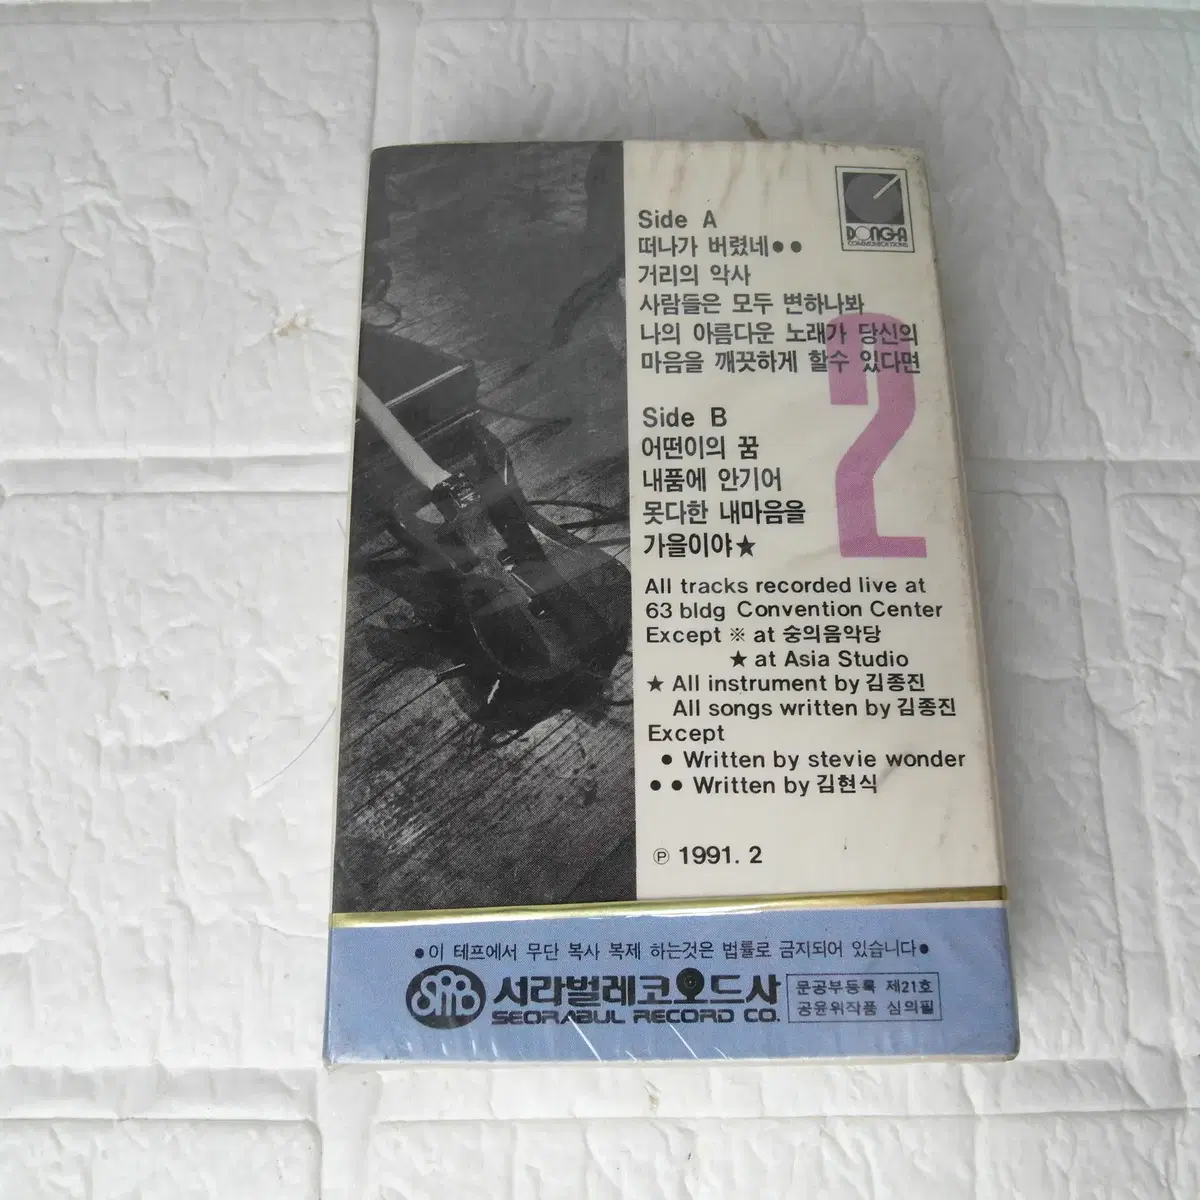 DONG-A
COMMUNICATIONS
Side A
떠나가 버렸네●●
거리의 악사
사람들은 모두 변하나봐
나의 아름다운 노래가 당신의
마음을 깨끗하게 할수 있다면
2
Side B
어떤이의 꿈
내품에 안기어
못다한 내마음을
가을이야★
All tracks recorded live at
63 bldg Convention Center
Except ※ at 숭의음악당
★ at Asia Studio
★ All instrument by 김종진
All songs written by 김종진
Except
● Written by stevie wonder
●● Written by 김현식
℗ 1991. 2
●이 테프에서 무단 복사 복제 하는것은 법률로 금지되어 있습니다●
SRB 서라벌레코오드사
SEORABUL RECORD CO.
문공부등록 제21호
공윤위작품 심의필